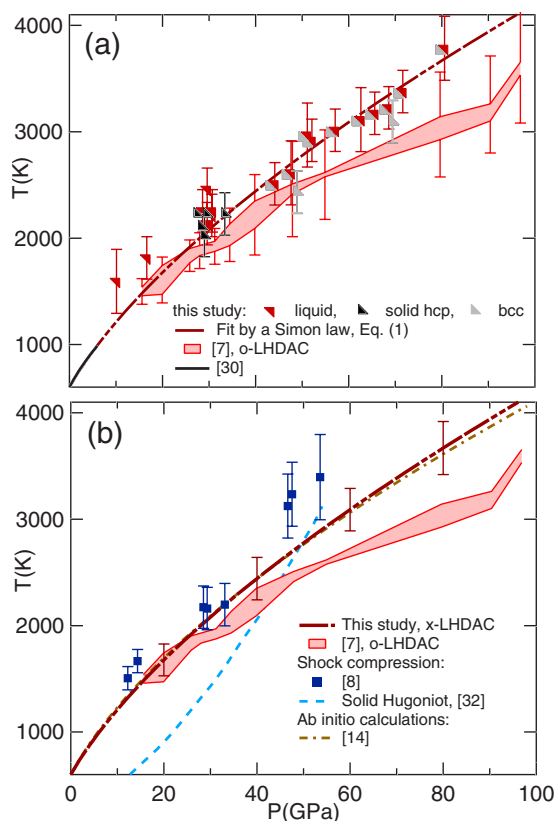 (a)
4000
3000
2000
1000
T(K)
this study: liquid, solid hcp, bcc
Fit by a Simon law, Eq. (1)
[7], o-LHDAC
[30]
(b)
4000
3000
2000
1000
T(K)
This study, x-LHDAC
[7], o-LHDAC
Shock compression:
[8]
Solid Hugoniot, [32]
Ab initio calculations:
[14]
0 20 40 60 80 100
P(GPa)